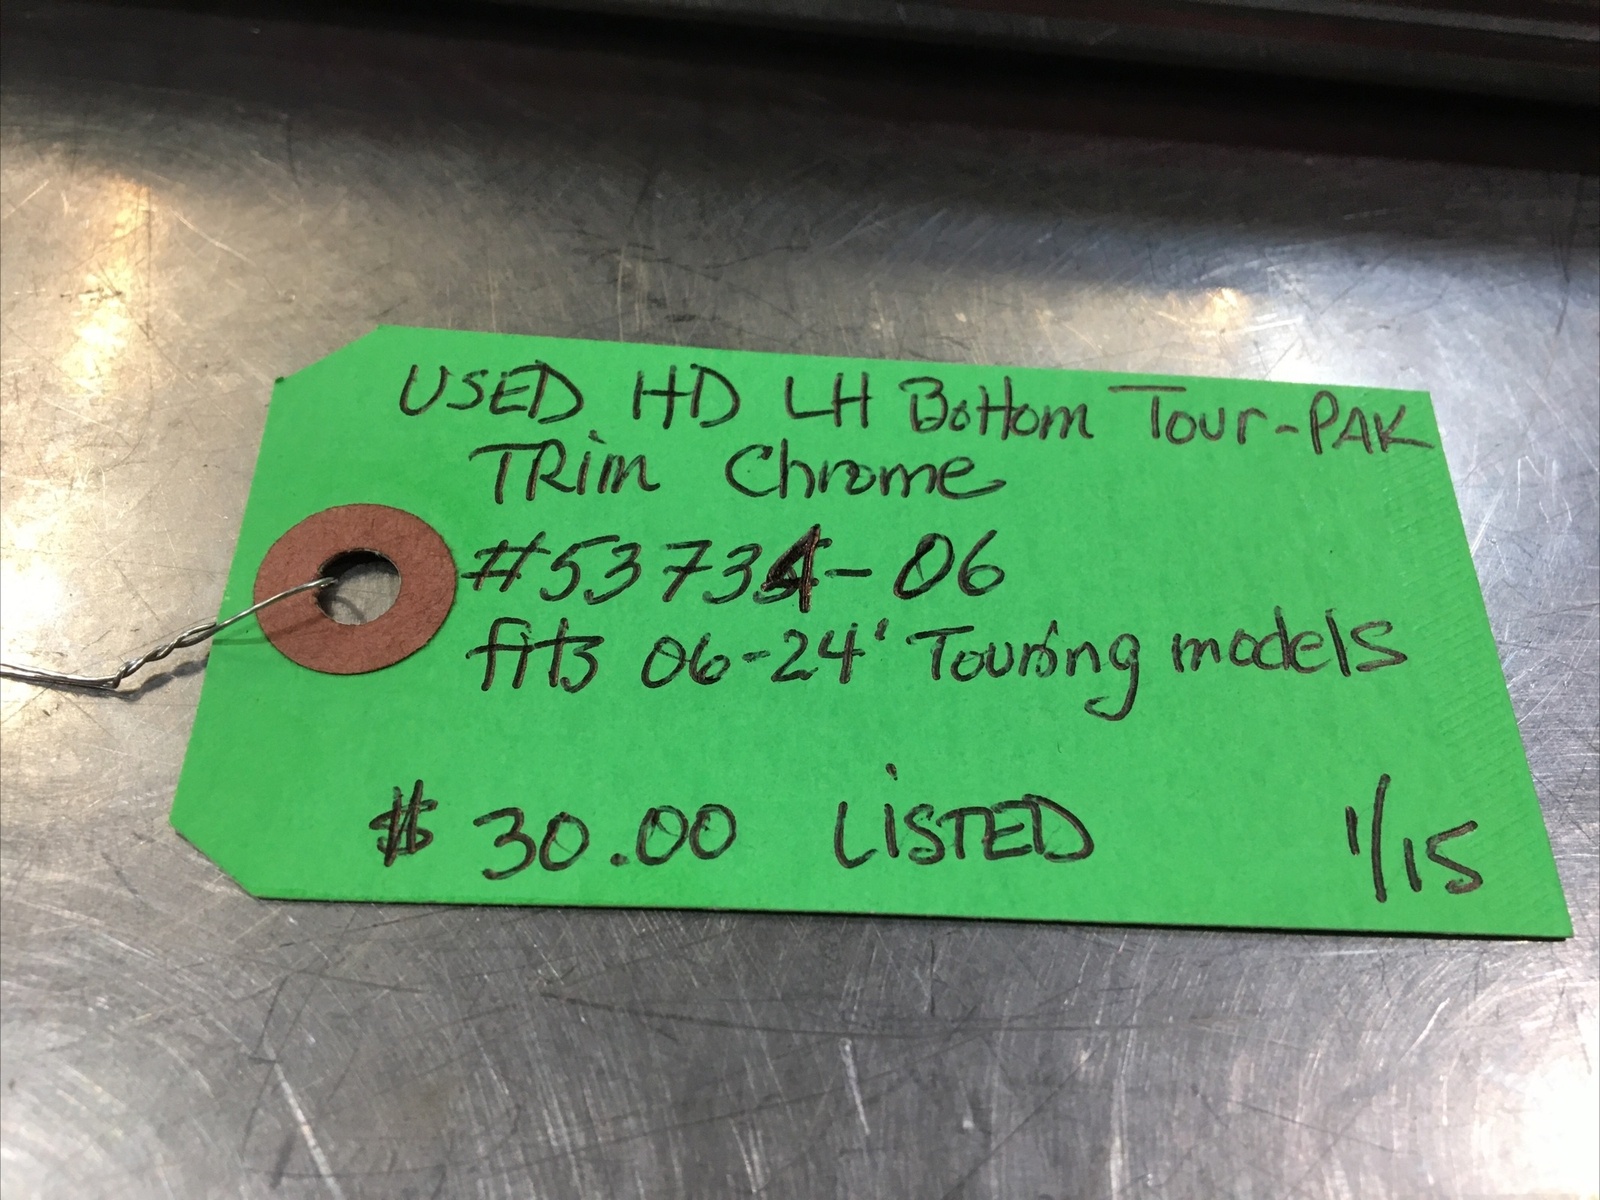 USED HD LH Bottom Tour-PAK
TRim Chrome
#53734-06
fits 06-24' Touring models
$ 30.00 LiSTED 1/15